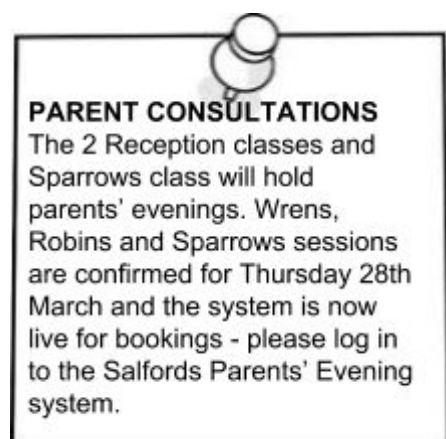 PARENT CONSULTATIONS
The 2 Reception classes and
Sparrows class will hold
parents' evenings. Wrens,
Robins and Sparrows sessions
are confirmed for Thursday 28th
March and the system is now
live for bookings - please log in
to the Salfords Parents' Evening
system.